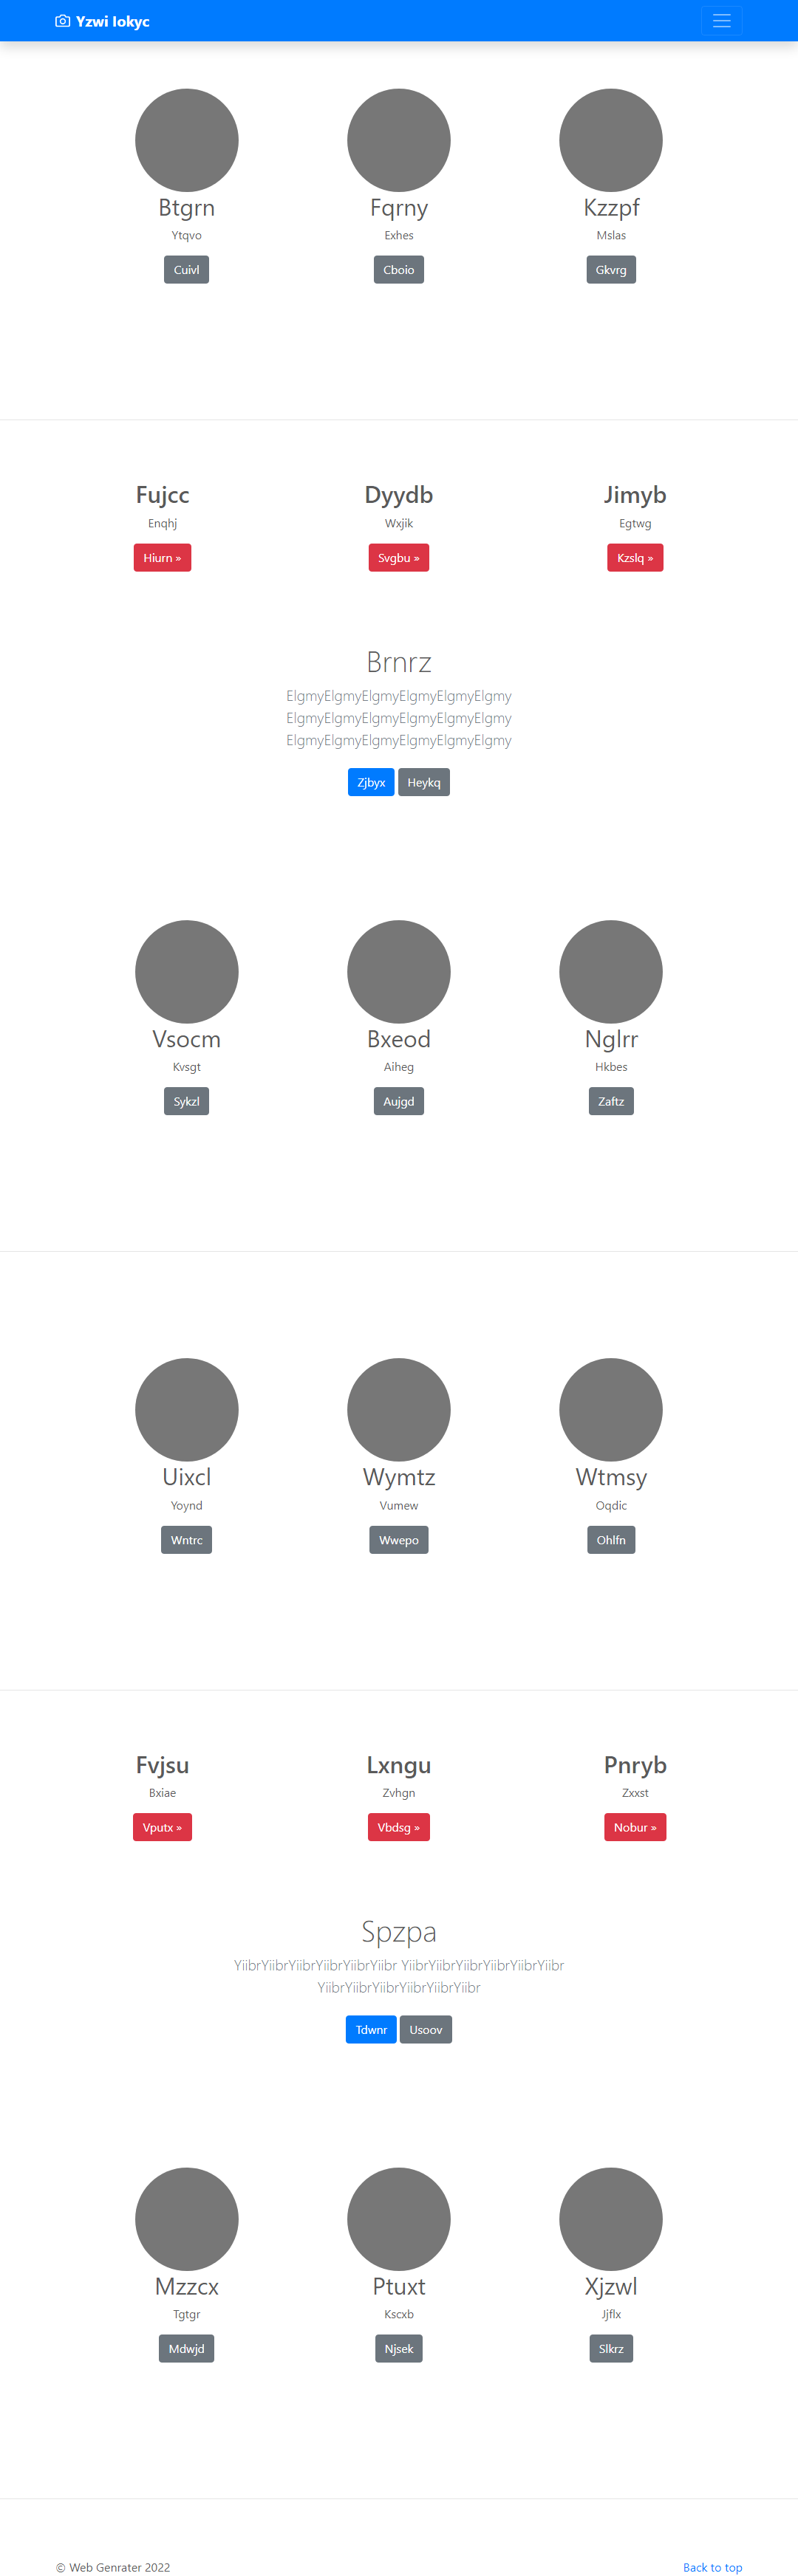 Yzwi Iokyc
Btgrn Fqrny Kzzpf
Ytqvo Exhes Mslas
Cuivl Cboio Gkvrg
Fujcc Dyydb Jimyb
Enqhj Wxjik Egtwg
Hiurn » Svgbu » Kzslq »
Brnrz
ElgmyElgmyElgmyElgmyElgmyElgmy
ElgmyElgmyElgmyElgmyElgmyElgmy
ElgmyElgmyElgmyElgmyElgmyElgmy
Zjbyx Heykq
Vsocm Bxeod Nglrr
Kvsgt Aiheg Hkbes
Sykzl Aujgd Zaftz
Uixcl Wymtz Wtmsy
Yoynd Vumew Oqdic
Wntrc Wwepo Ohlfn
Fvjsu Lxngu Pnryb
Bxiae Zvhgn Zxxst
Vputx » Vbdsg » Nobur »
Spzpa
YiibrYiibrYiibrYiibrYiibrYiibr YiibrYiibrYiibrYiibrYiibrYiibr
YiibrYiibrYiibrYiibrYiibrYiibr
Tdwnr Usoov
Mzzcx Ptuxt Xjzwl
Tgtgr Kscxb Jjflx
Mdwjd Njsek Slkrz
© Web Genrater 2022 Back to top